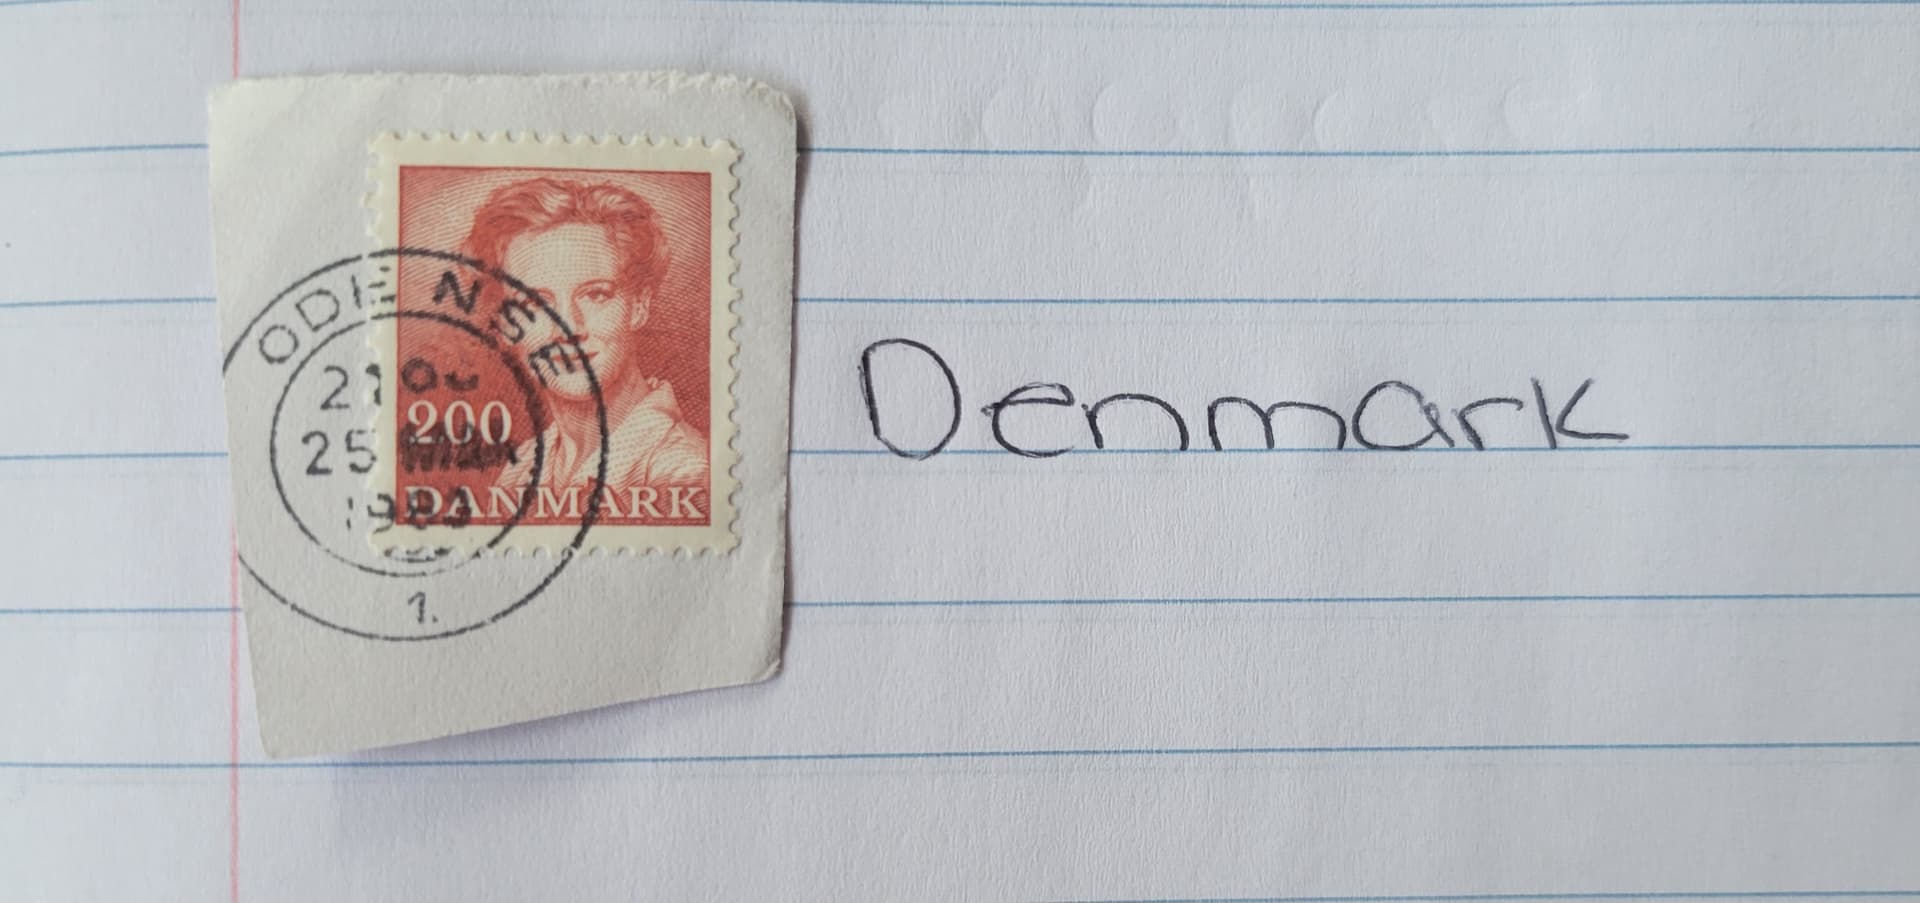 ODENSE
200
25
DANMARK
1.
Denmark